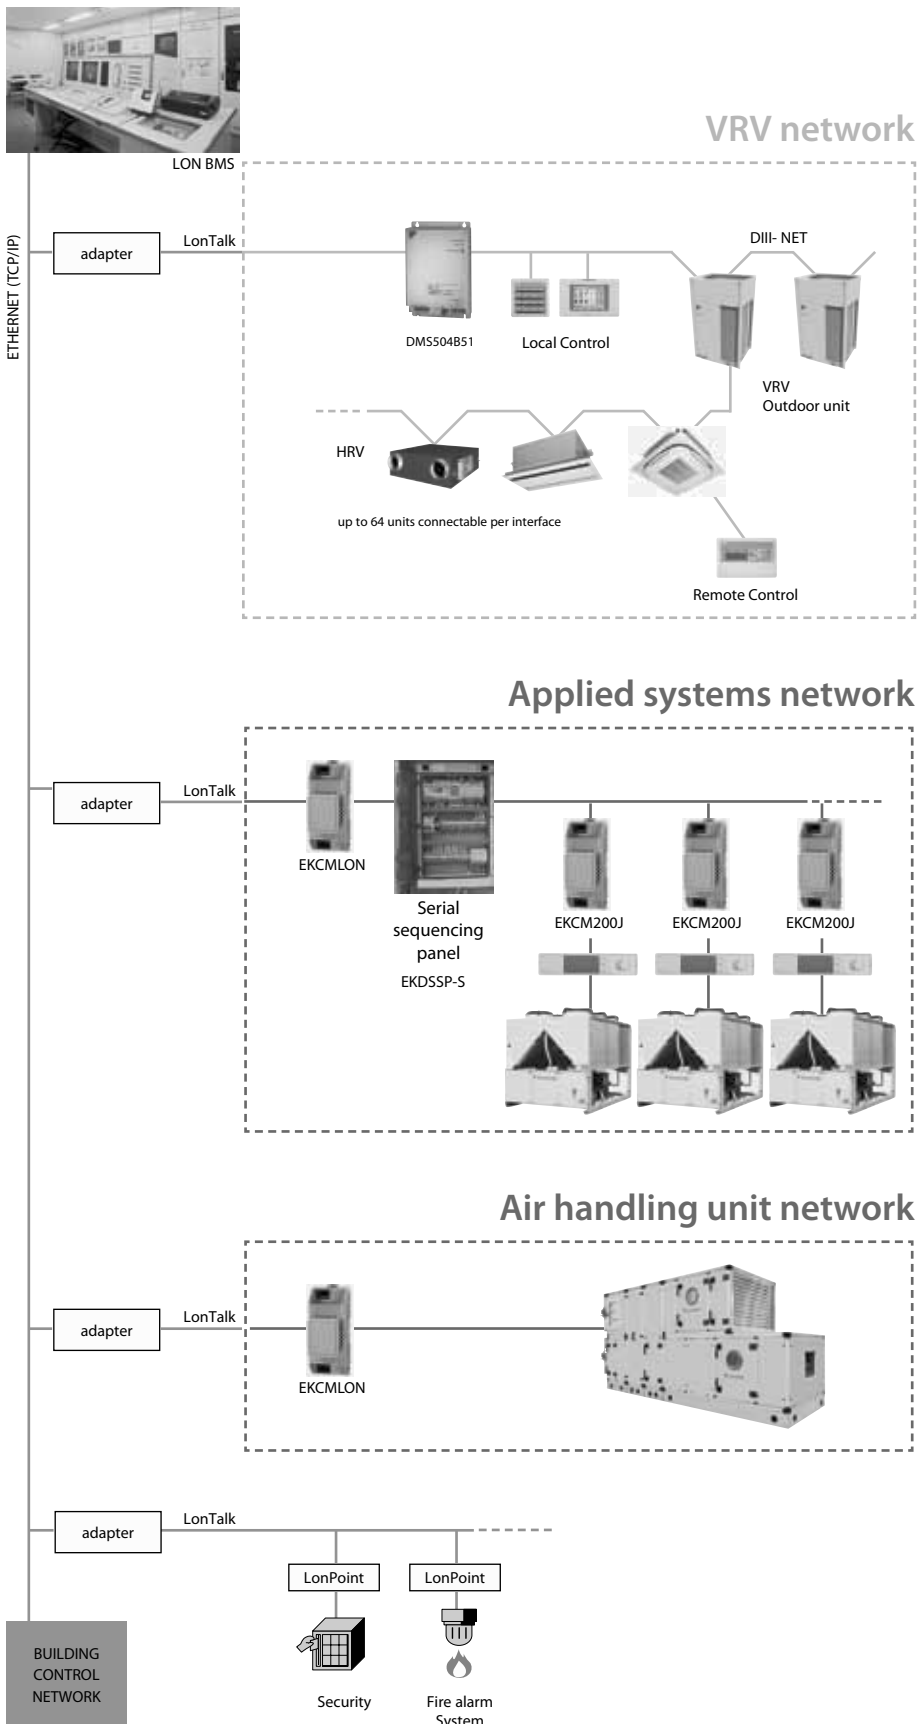 VRV network
LON BMS
ETHERNET (TCP/IP)
adapter
LonTalk
DIII- NET
DMS504B51
Local Control
VRV
Outdoor unit
HRV
up to 64 units connectable per interface
Remote Control
Applied systems network
adapter
LonTalk
EKCMLON
Serial
sequencing
panel
EKDSSP-S
EKCM200J
EKCM200J
EKCM200J
Air handling unit network
adapter
LonTalk
EKCMLON
adapter
LonTalk
LonPoint
LonPoint
BUILDING
CONTROL
NETWORK
Security
Fire alarm
System